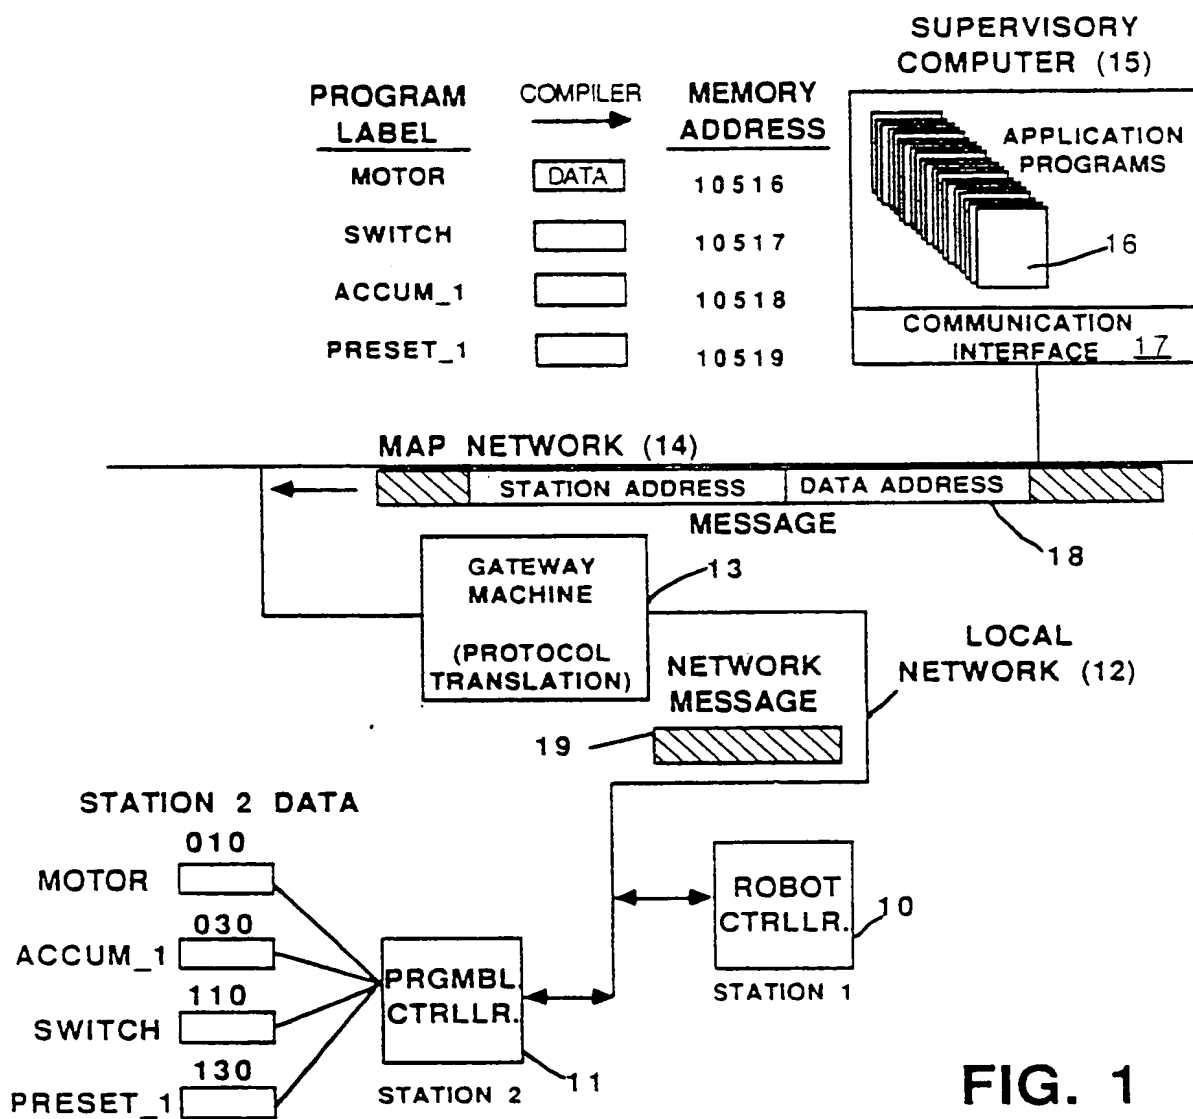 SUPERVISORY
COMPUTER (15)
PROGRAM
LABEL
COMPILER
MEMORY
ADDRESS
APPLICATION
PROGRAMS
MOTOR
DATA
10516
SWITCH
10517
16
ACCUM_1
10518
PRESET_1
10519
COMMUNICATION
INTERFACE 17
MAP NETWORK (14)
STATION ADDRESS
DATA ADDRESS
MESSAGE
18
GATEWAY
MACHINE
(PROTOCOL
TRANSLATION)
13
LOCAL
NETWORK (12)
NETWORK
MESSAGE
19
STATION 2 DATA
010
MOTOR
030
ACCUM_1
110
SWITCH
130
PRESET_1
PRGMBL.
CTRLLR.
11
STATION 2
ROBOT
CTRLLR.
10
STATION 1
FIG. 1